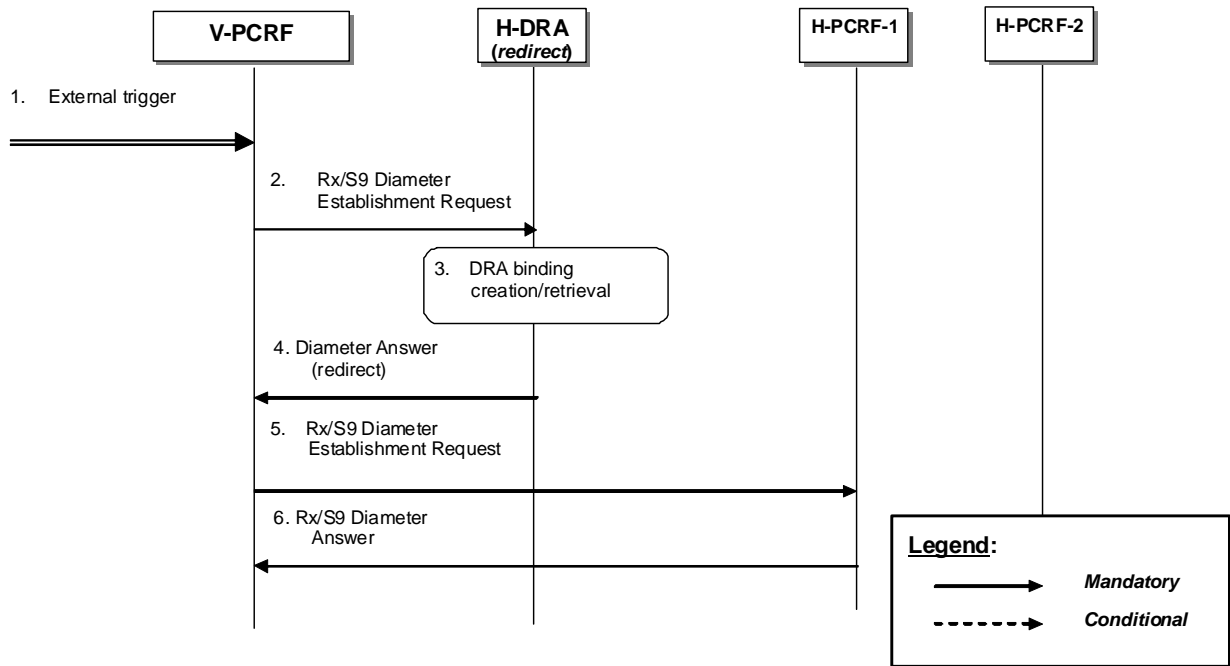 V-PCRF
H-DRA
(redirect)
H-PCRF-1
H-PCRF-2
1. External trigger
2. Rx/S9 Diameter
Establishment Request
3. DRA binding
creation/retrieval
4. Diameter Answer
(redirect)
5. Rx/S9 Diameter
Establishment Request
6. Rx/S9 Diameter
Answer
Legend:
Mandatory
Conditional